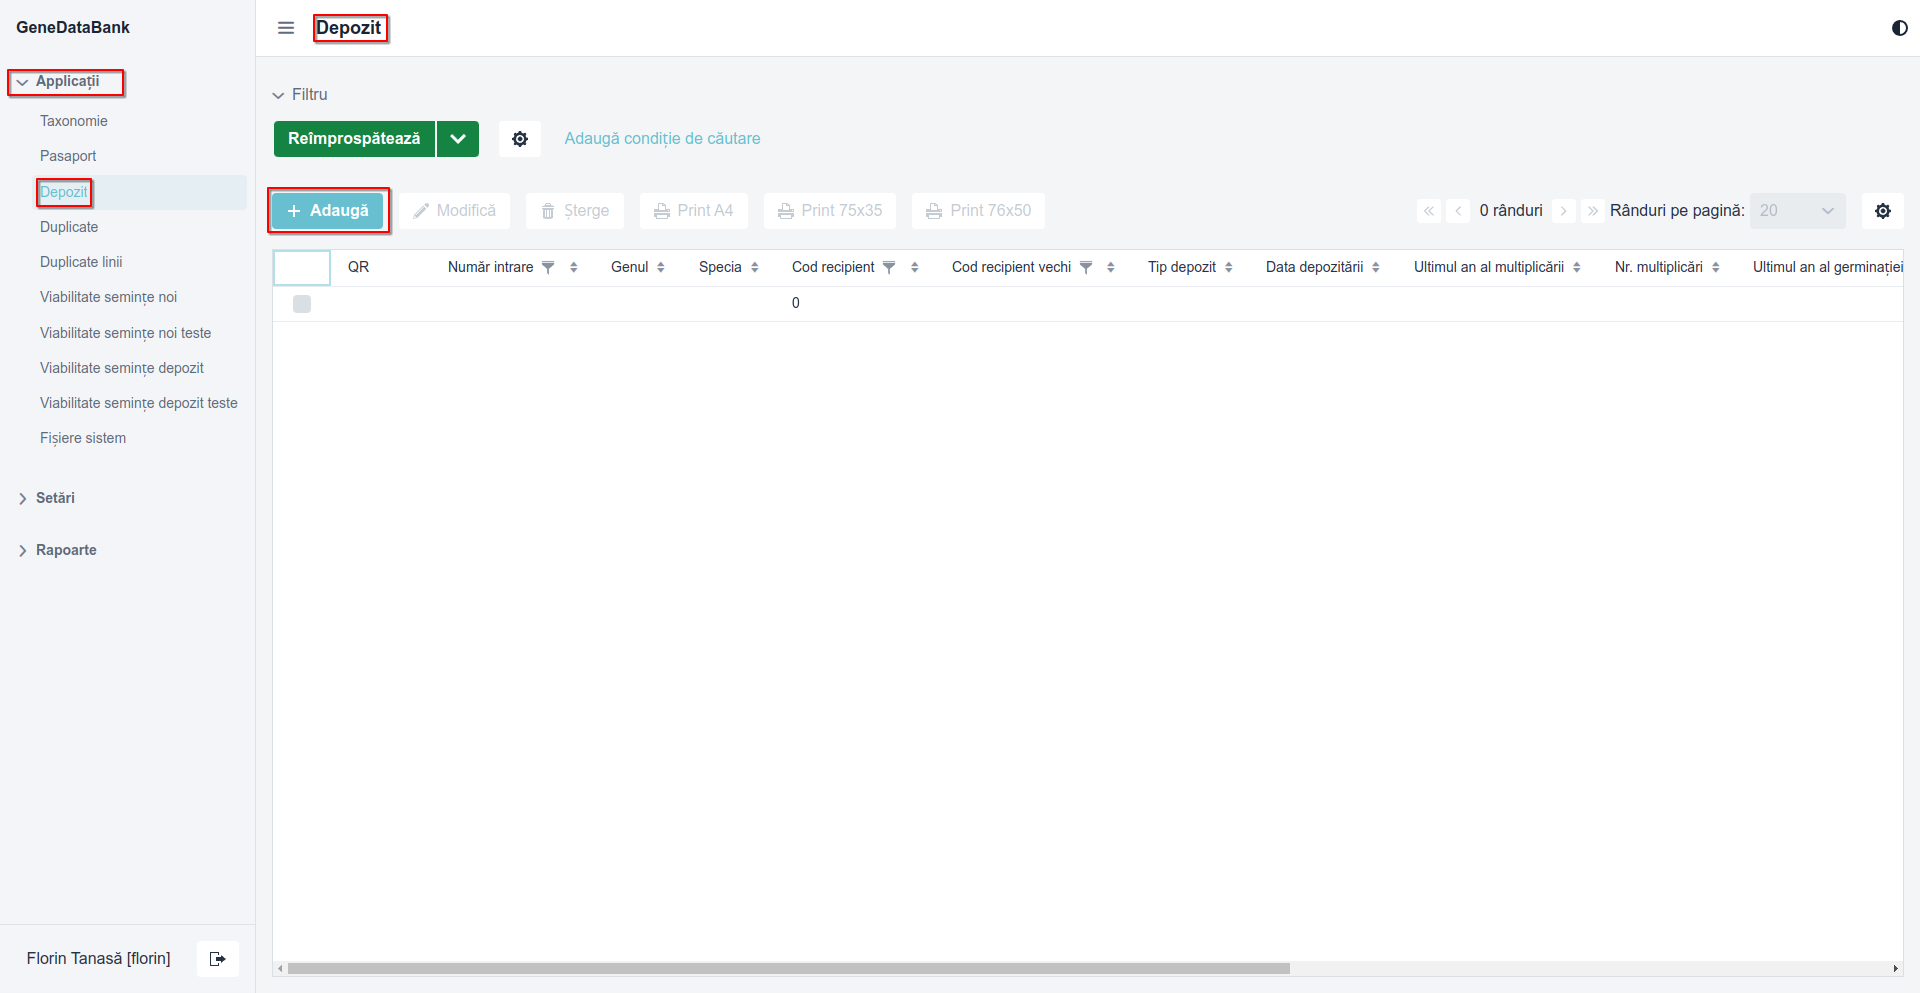 GeneDataBank
Depozit
Applicații
Taxonomie
Pasaport
Depozit
Duplicate
Duplicate linii
Viabilitate semințe noi
Viabilitate semințe noi teste
Viabilitate semințe depozit
Viabilitate semințe depozit teste
Fișiere sistem
Setări
Rapoarte
Florin Tanasă [florin]
Filtru
Reîmprospătează
Adaugă condiție de căutare
Adaugă Modifică Șterge Print A4 Print 75x35 Print 76x50 0 rânduri Rânduri pe pagină: 20
QR Număr intrare Genul Specia Cod recipient Cod recipient vechi Tip depozit Data depozitării Ultimul an al multiplicării Nr. multiplicări Ultimul an al germinației
0